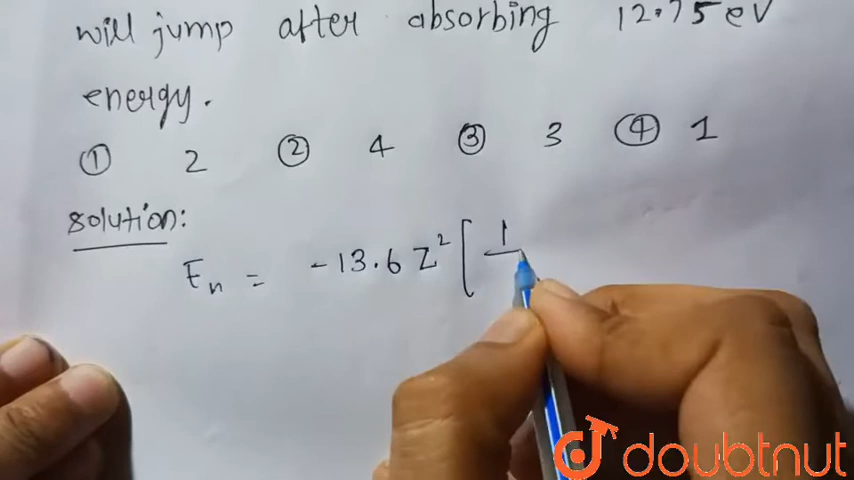 will jump after absorbing 12.75 eV
energy.
① 2 ② 4 ③ 3 ④ 1
solution:
En = -13.6 Z² [ 1
doubtnut